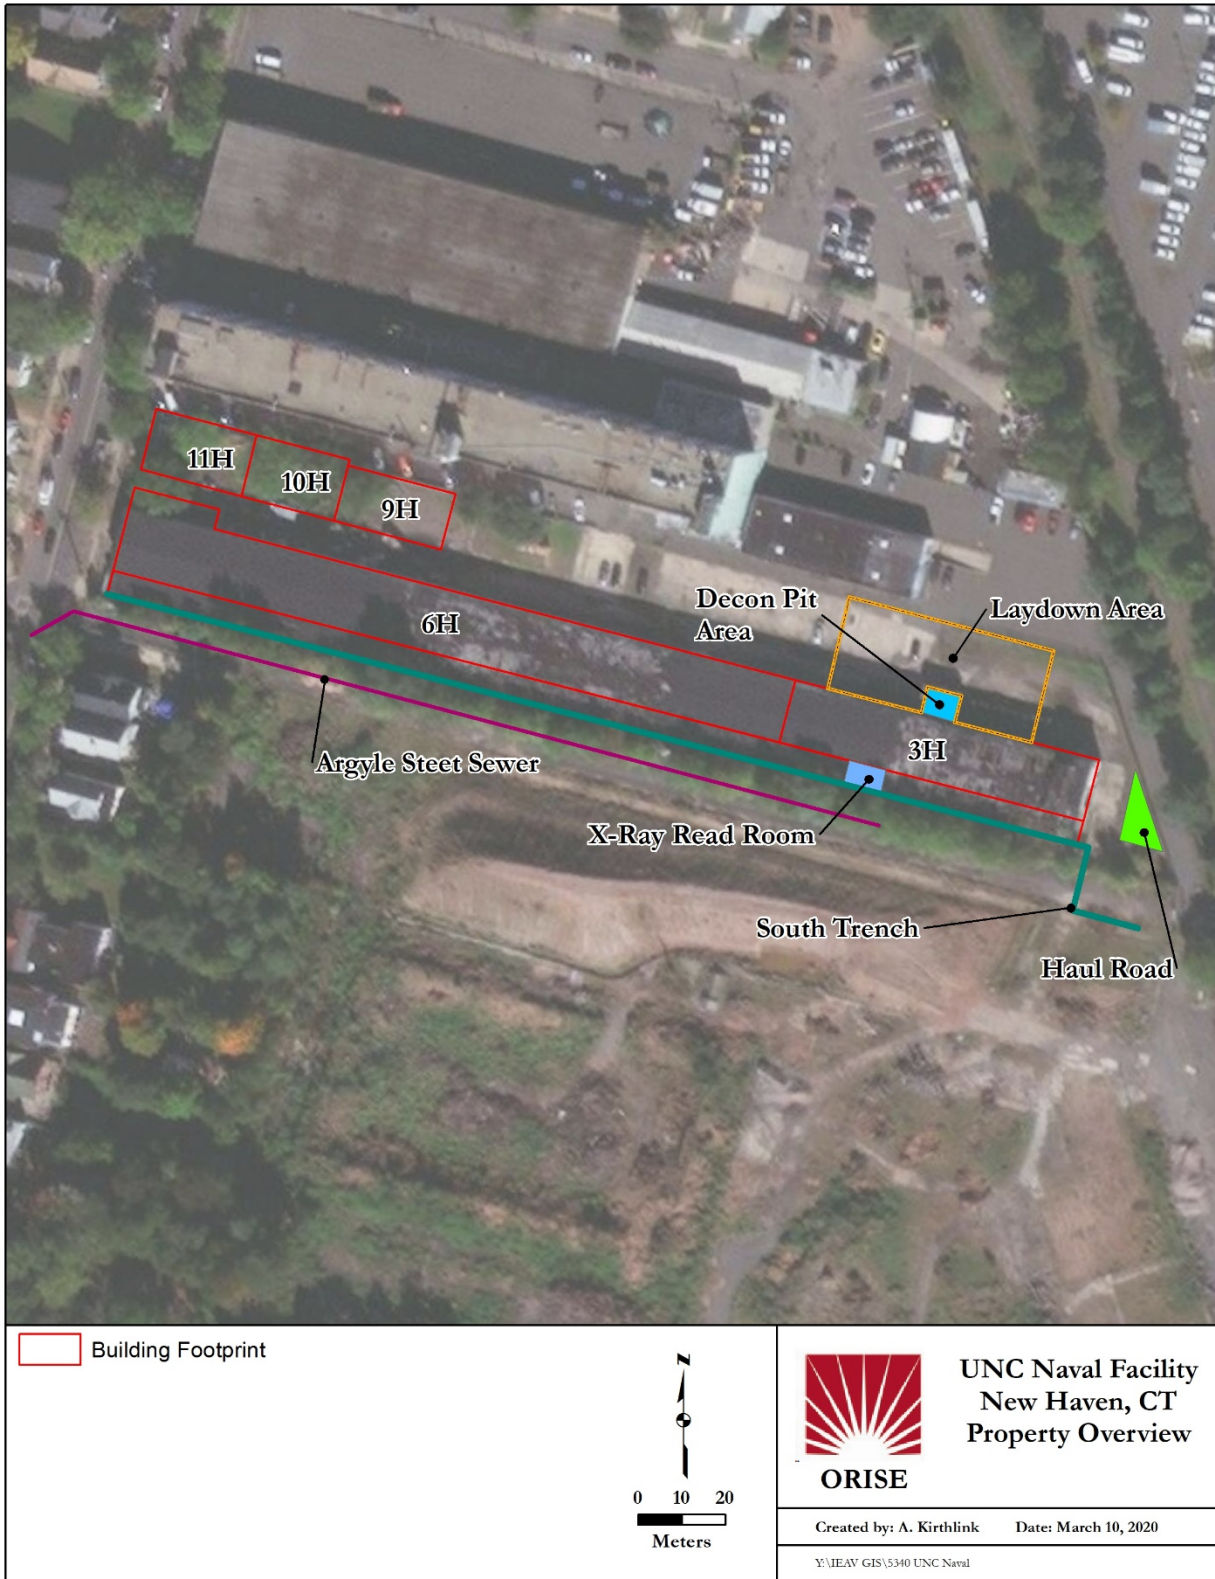 11H
10H
9H
6H
Decon Pit
Area
Laydown Area
3H
Argyle Steet Sewer
X-Ray Read Room
South Trench
Haul Road
Building Footprint
N
0 10 20
Meters
ORISE
UNC Naval Facility
New Haven, CT
Property Overview
Created by: A. Kirthlink Date: March 10, 2020
Y:\IEAV GIS\5340 UNC Naval